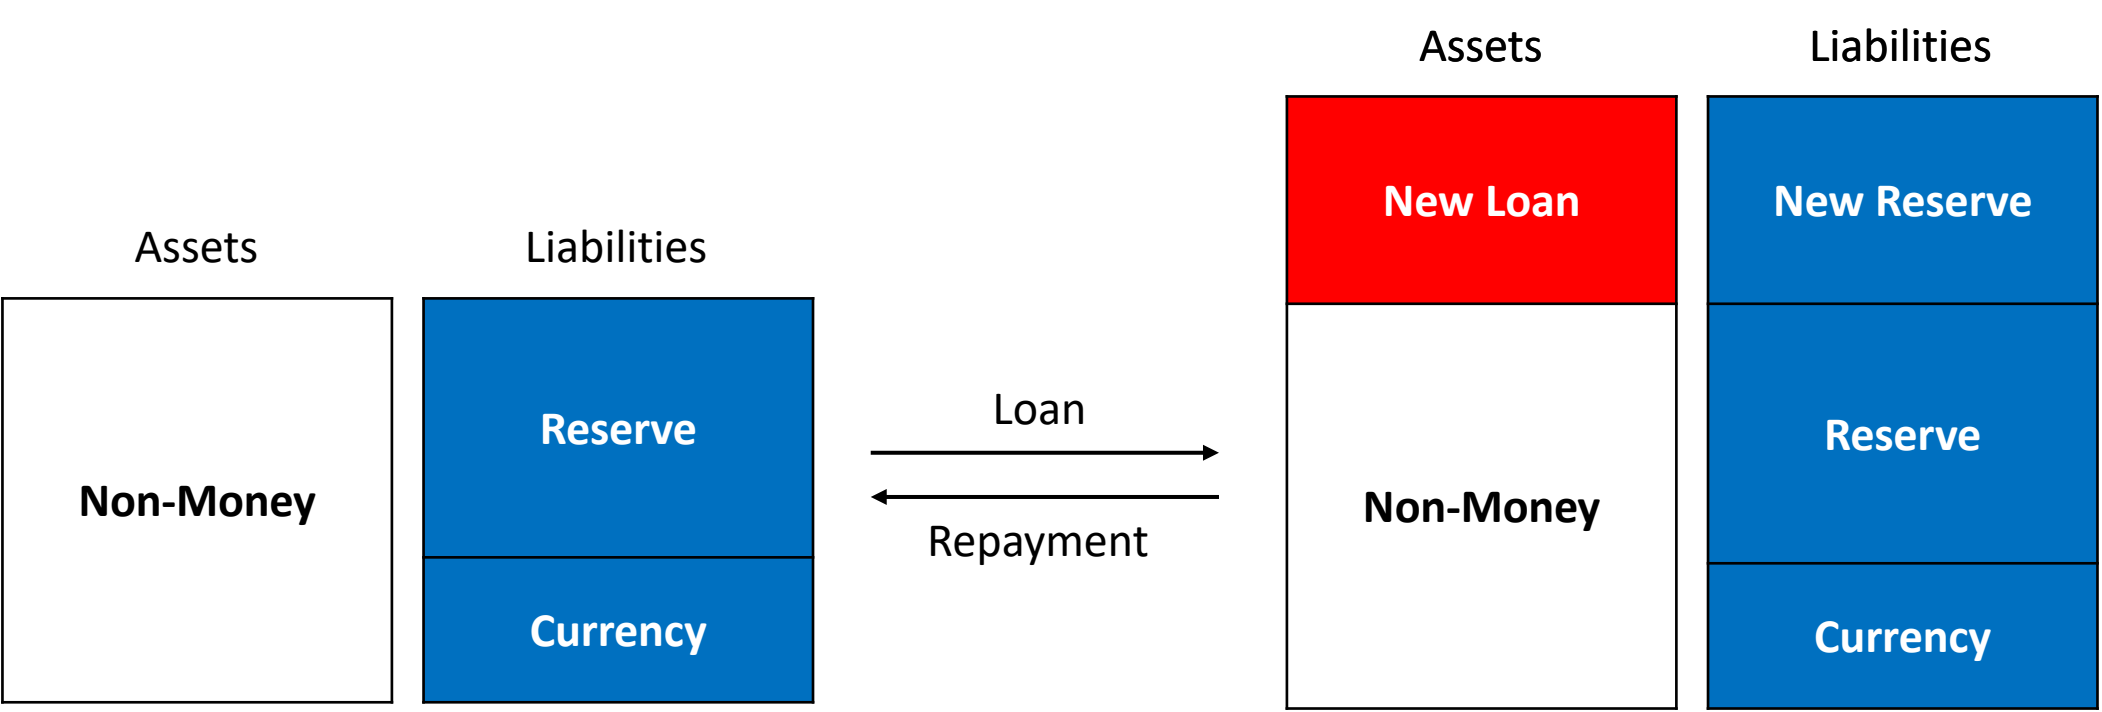 Assets
Liabilities
Non-Money
Reserve
Currency
Loan
Repayment
Assets
Liabilities
New Loan
New Reserve
Non-Money
Reserve
Currency